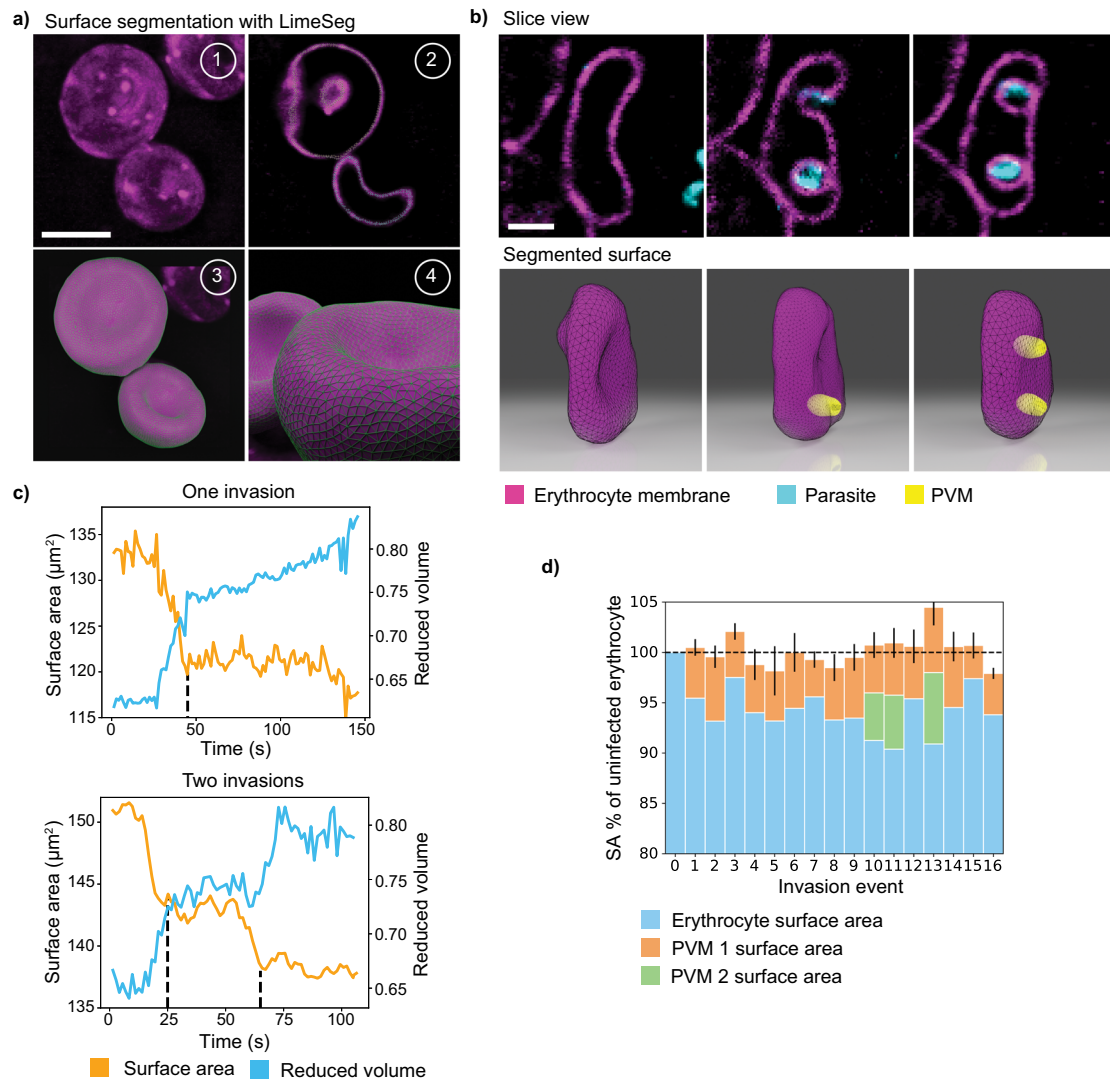 a) Surface segmentation with LimeSeg
1
2
3
4
b) Slice view
Segmented surface
Erythrocyte membrane
Parasite
PVM
c)
One invasion
Surface area (µm²)
135
130
125
120
115
Reduced volume
0.80
0.75
0.70
0.65
0
50
100
150
Time (s)
Two invasions
Surface area (µm²)
150
145
140
135
Reduced volume
0.80
0.75
0.70
0.65
0
25
50
75
100
Time (s)
Surface area
Reduced volume
d)
SA % of uninfected erythrocyte
105
100
95
90
85
80
0 1 2 3 4 5 6 7 8 9 10 11 12 13 14 15 16
Invasion event
Erythrocyte surface area
PVM 1 surface area
PVM 2 surface area